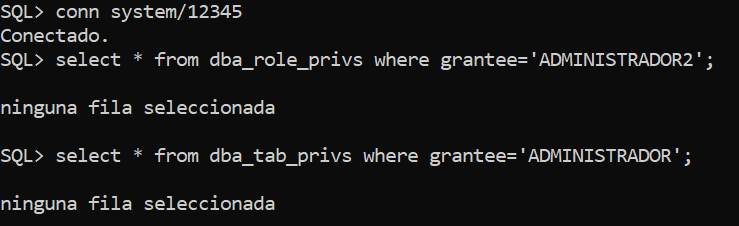 SQL> conn system/12345
Conectado.
SQL> select * from dba_role_privs where grantee='ADMINISTRADOR2';
ninguna fila seleccionada
SQL> select * from dba_tab_privs where grantee='ADMINISTRADOR';
ninguna fila seleccionada